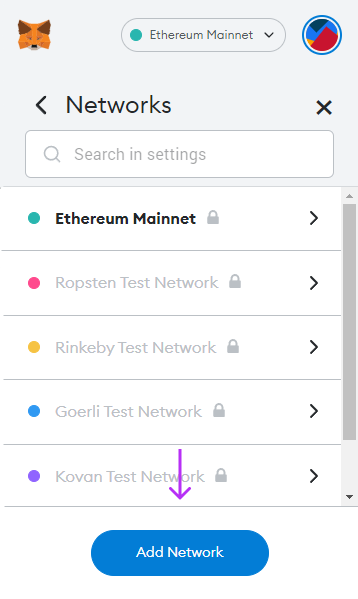 Ethereum Mainnet
Networks
Search in settings
Ethereum Mainnet
Ropsten Test Network
Rinkeby Test Network
Goerli Test Network
Kovan Test Network
Add Network